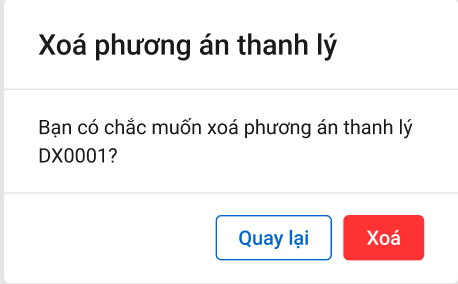 Xoá phương án thanh lý
Bạn có chắc muốn xoá phương án thanh lý
DX0001?
Quay lại
Xoá